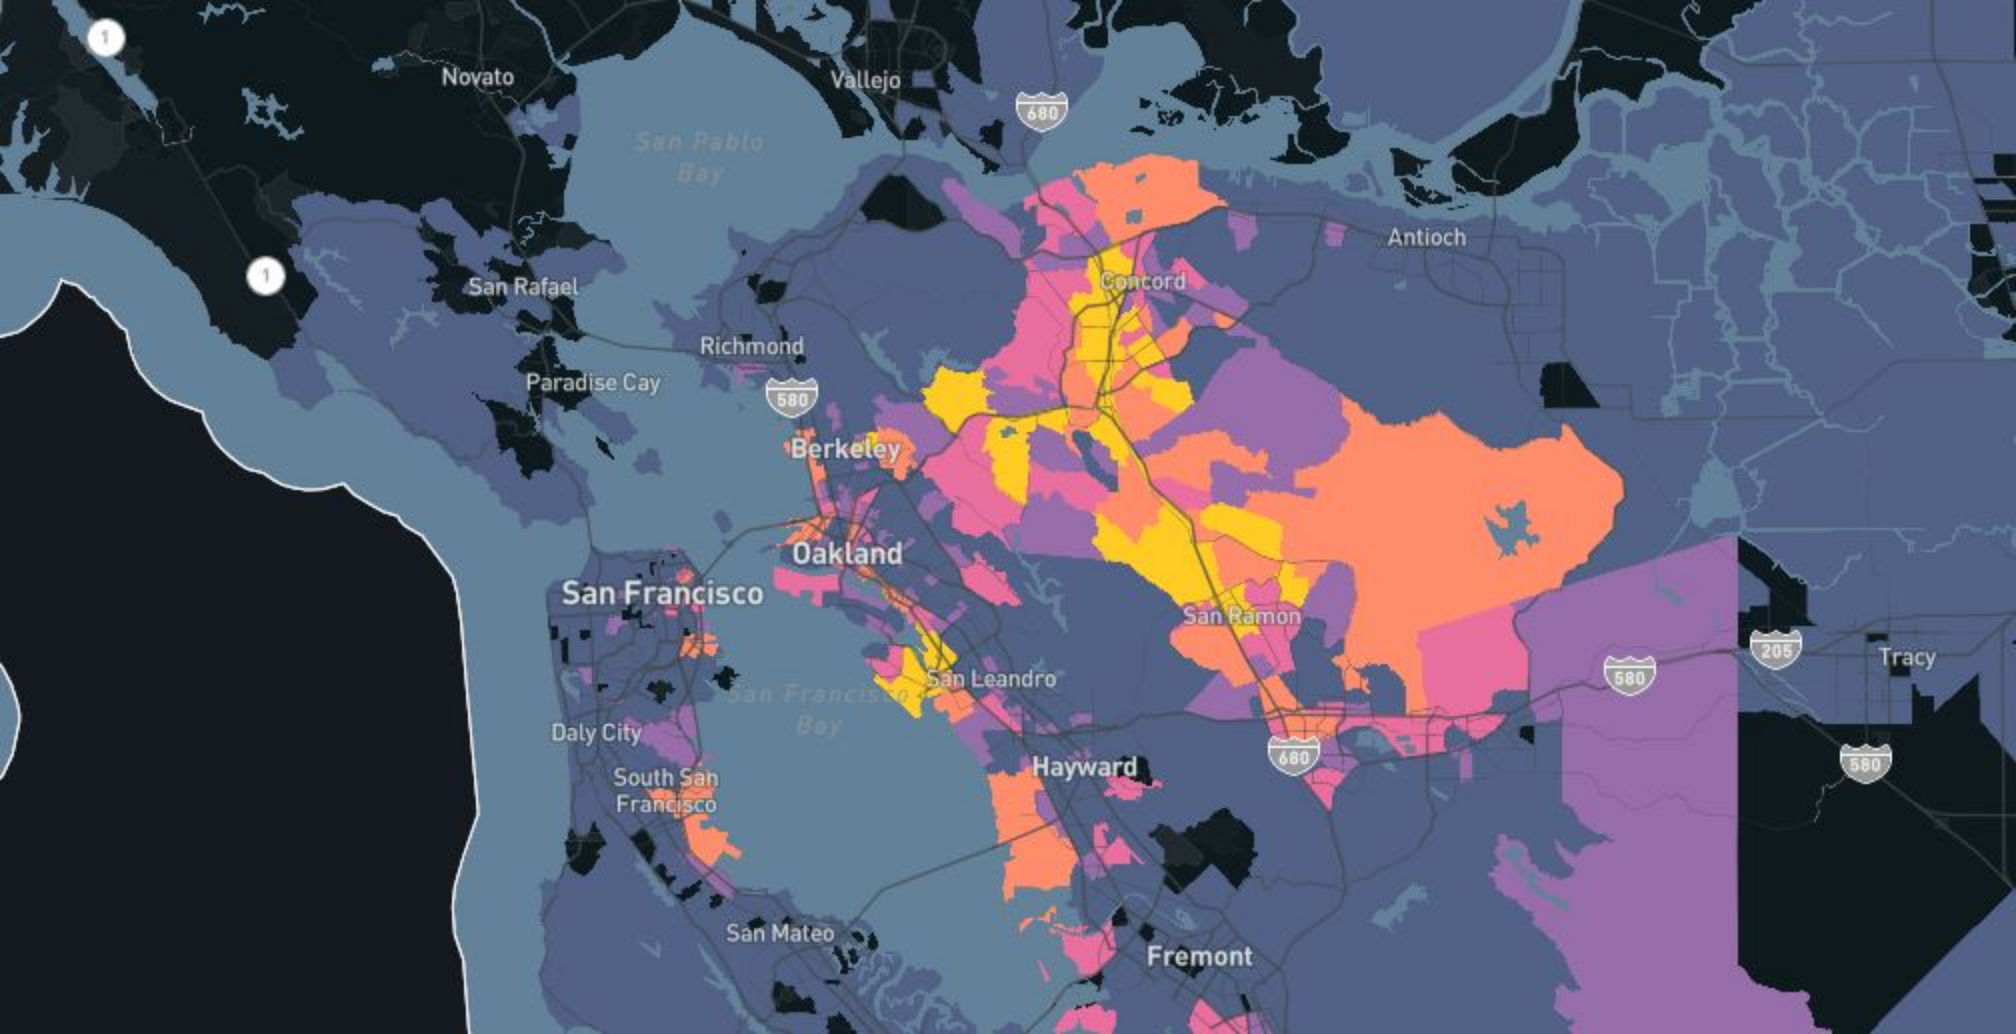 1
Novato
Vallejo
680
San Pablo
Bay
Antioch
1
San Rafael
Concord
Richmond
Paradise Cay
580
Berkeley
Oakland
San Francisco
San Ramon
205
Tracy
580
San Leandro
San Francisco
Bay
Daly City
680
580
Hayward
South San
Francisco
San Mateo
Fremont